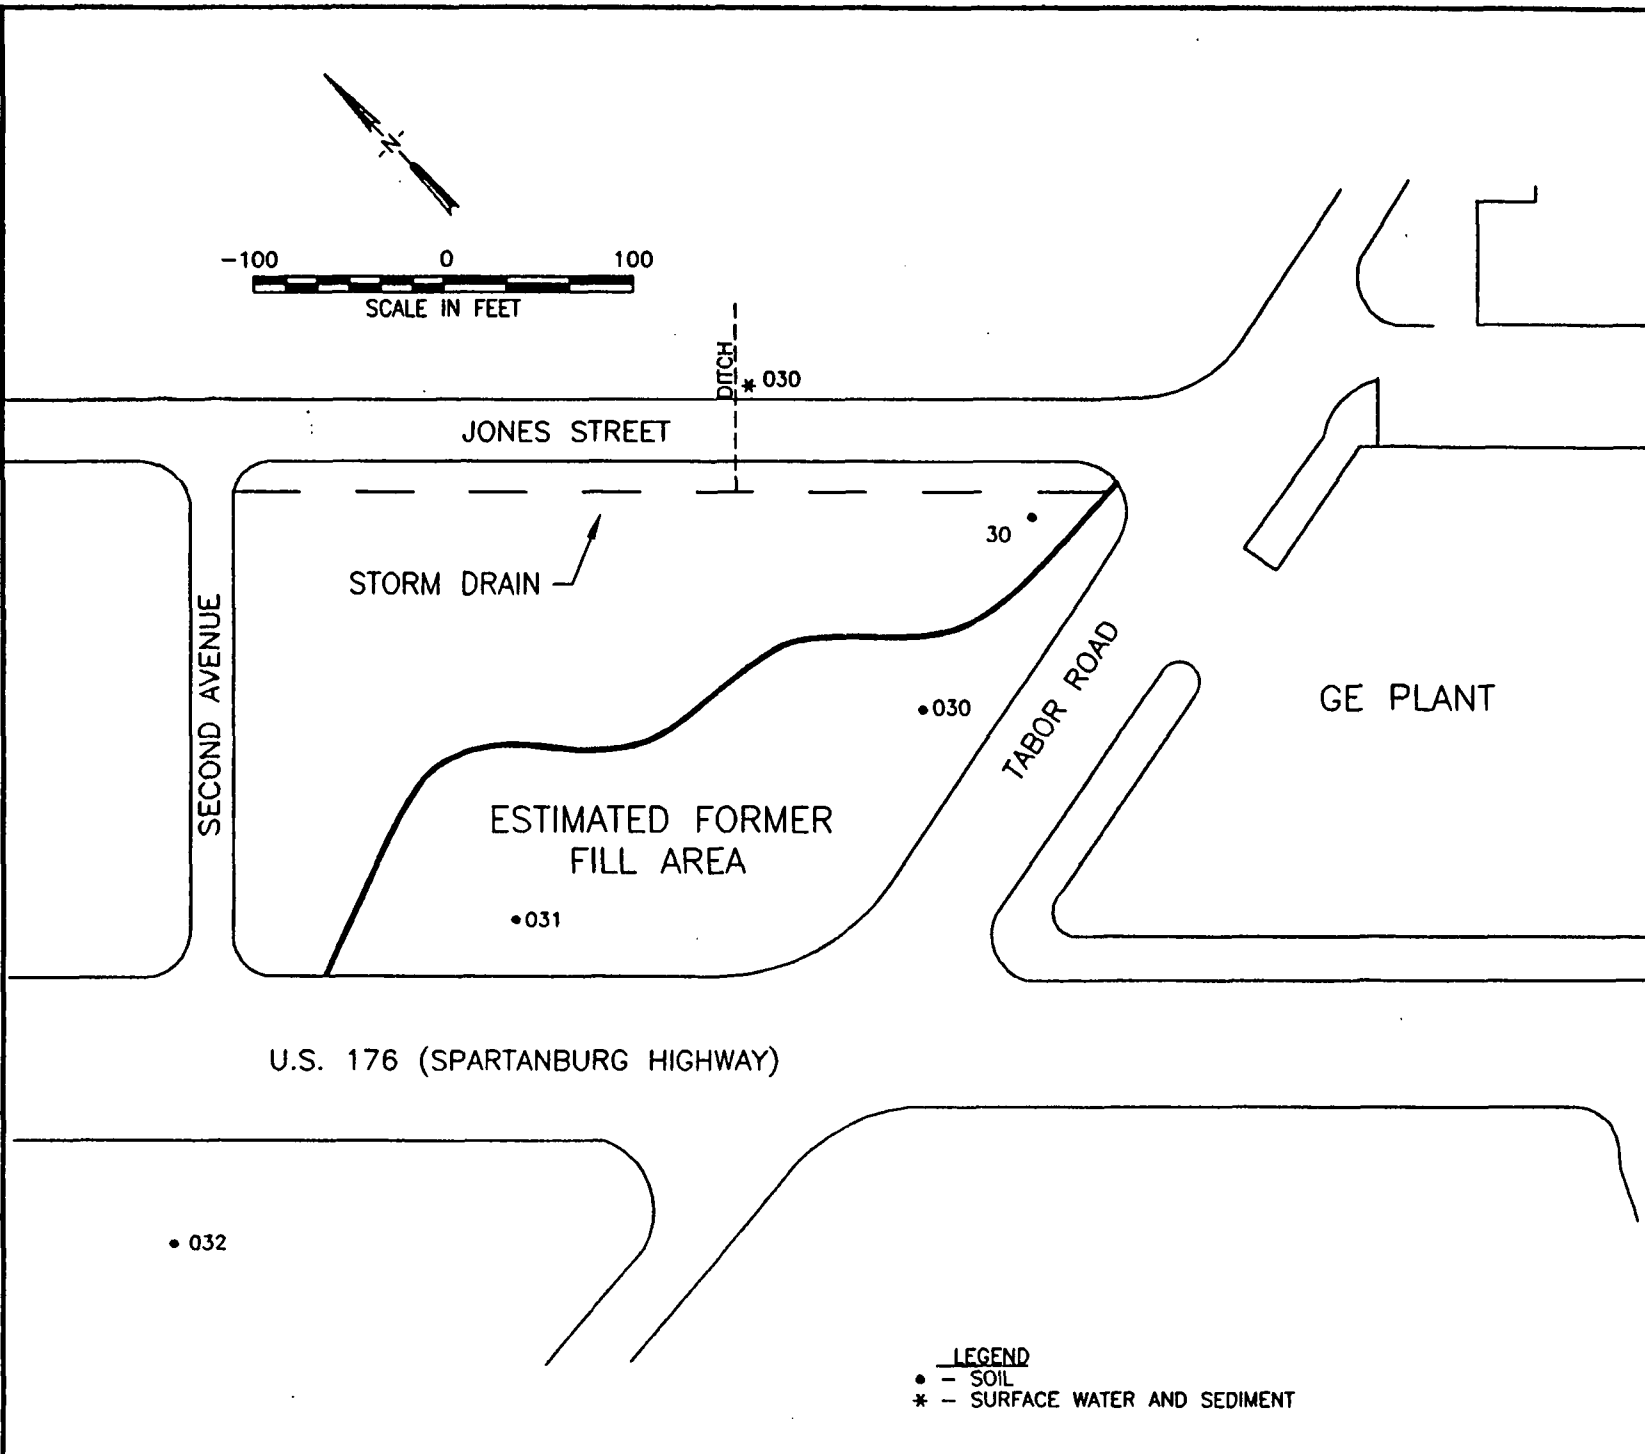 -N-
-100 0 100
SCALE IN FEET
DITCH
* 030
JONES STREET
30
STORM DRAIN
SECOND AVENUE
030
TABOR ROAD
GE PLANT
ESTIMATED FORMER
FILL AREA
031
U.S. 176 (SPARTANBURG HIGHWAY)
032
LEGEND
• - SOIL
* - SURFACE WATER AND SEDIMENT